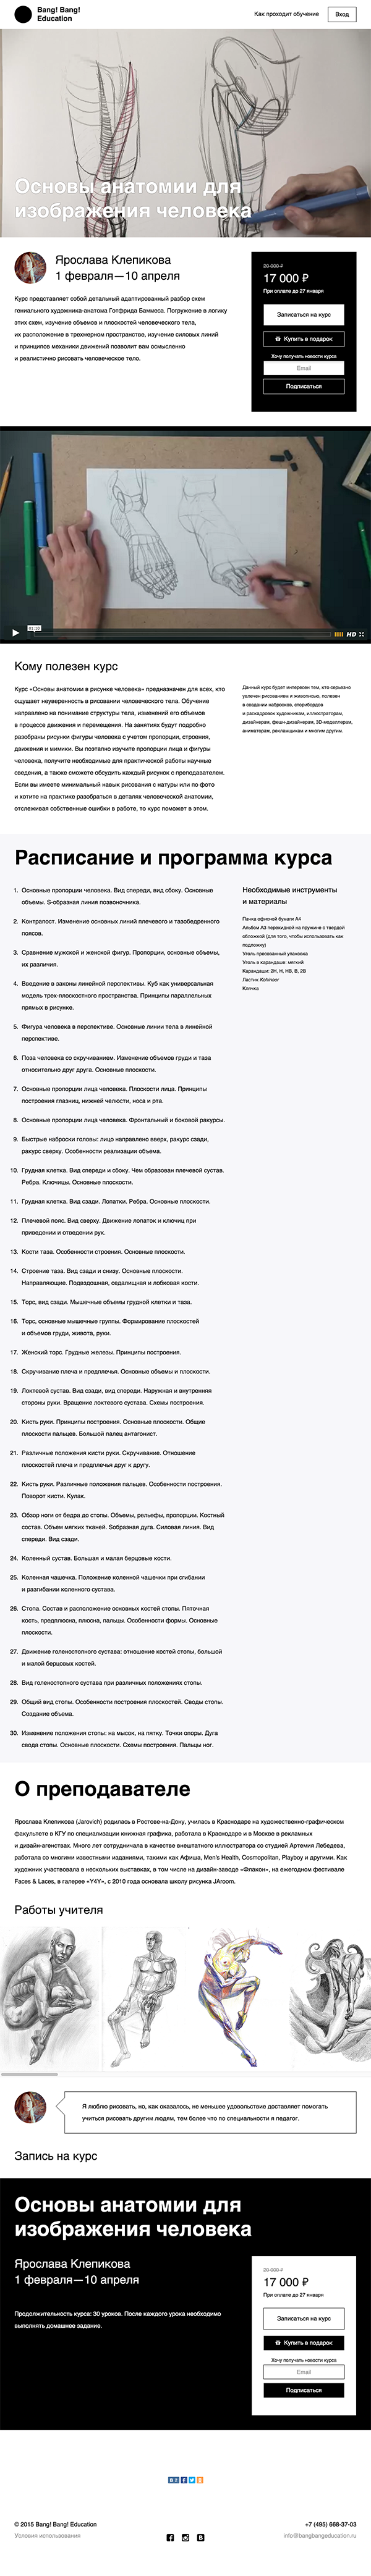 Bang! Bang!
Education
Как проходит обучение
Вход
Основы анатомии для
изображения человека
Ярослава Клепикова
1 февраля—10 апреля
Курс представляет собой детальный адаптированный разбор схем
гениального художника-анатома Готфрида Баммеса. Погружение в логику
этих схем, изучение объемов и плоскостей человеческого тела,
их расположение в трехмерном пространстве, изучение силовых линий
и принципов механики движений позволит вам осмысленно
и реалистично рисовать человеческое тело.
20 000 ₽
17 000 ₽
При оплате до 27 января
Записаться на курс
Купить в подарок
Хочу получать новости курса
Email
Подписаться
01:10
HD
Кому полезен курс
Курс «Основы анатомии в рисунке человека» предназначен для всех, кто
ощущает неуверенность в рисовании человеческого тела. Обучение
направлено на понимание структуры тела, изменений его объемов
в процессе движения и перемещения. На занятиях будут подробно
разобраны рисунки фигуры человека с учетом пропорции, строения,
движения и мимики. Вы поэтапно изучите пропорции лица и фигуры
человека, получите необходимые для практической работы научные
сведения, а также сможете обсудить каждый рисунок с преподавателем.
Если вы имеете минимальный навык рисования с натуры или по фото
и хотите на практике разобраться в деталях человеческой анатомии,
отслеживая собственные ошибки в работе, то курс поможет в этом.
Данный курс будет интересен тем, кто серьезно
увлечен рисованием и живописью, полезен
в создании набросков, сторибордов
и раскадровок художникам, иллюстраторам,
дизайнерам, фешн-дизайнерам, 3D-моделлерам,
аниматорам, рекламщикам и многим другим.
Расписание и программа курса
1. Основные пропорции человека. Вид спереди, вид сбоку. Основные
объемы. S-образная линия позвоночника.
2. Контрапост. Изменение основных линий плечевого и тазобедренного
поясов.
3. Сравнение мужской и женской фигур. Пропорции, основные объемы,
их различия.
4. Введение в законы линейной перспективы. Куб как универсальная
модель трех-плоскостного пространства. Принципы параллельных
прямых в рисунке.
5. Фигура человека в перспективе. Основные линии тела в линейной
перспективе.
6. Поза человека со скручиванием. Изменение объемов груди и таза
относительно друг друга. Основные плоскости.
7. Основные пропорции лица человека. Плоскости лица. Принципы
построения глазниц, нижней челюсти, носа и рта.
8. Основные пропорции лица человека. Фронтальный и боковой ракурсы.
9. Быстрые наброски головы: лицо направлено вверх, ракурс сзади,
ракурс сверху. Особенности реализации объема.
10. Грудная клетка. Вид спереди и сбоку. Чем образован плечевой сустав.
Ребра. Ключицы. Основные плоскости.
11. Грудная клетка. Вид сзади. Лопатки. Ребра. Основные плоскости.
12. Плечевой пояс. Вид сверху. Движение лопаток и ключиц при
приведении и отведении рук.
13. Кости таза. Особенности строения. Основные плоскости.
14. Строение таза. Вид сзади и снизу. Основные плоскости.
Направляющие. Подвздошная, седалищная и лобковая кости.
15. Торс, вид сзади. Мышечные объемы грудной клетки и таза.
16. Торс, основные мышечные группы. Формирование плоскостей
и объемов груди, живота, руки.
17. Женский торс. Грудные железы. Принципы построения.
18. Скручивание плеча и предплечья. Основные объемы и плоскости.
19. Локтевой сустав. Вид сзади, вид спереди. Наружная и внутренняя
стороны руки. Вращение локтевого сустава. Схемы построения.
20. Кисть руки. Принципы построения. Основные плоскости. Общие
плоскости пальцев. Большой палец антагонист.
21. Различные положения кисти руки. Скручивание. Отношение
плоскостей плеча и предплечья друг к другу.
22. Кисть руки. Различные положения пальцев. Особенности построения.
Поворот кисти. Кулак.
23. Обзор ноги от бедра до стопы. Объемы, рельефы, пропорции. Костный
состав. Объем мягких тканей. Sобразная дуга. Силовая линия. Вид
спереди. Вид сзади.
24. Коленный сустав. Большая и малая берцовые кости.
25. Коленная чашечка. Положение коленной чашечки при сгибании
и разгибании коленного сустава.
26. Стопа. Состав и расположение основных костей стопы. Пяточная
кость, предплюсна, плюсна, пальцы. Особенности формы. Основные
плоскости.
27. Движение голеностопного сустава: отношение костей стопы, большой
и малой берцовых костей.
28. Вид голеностопного сустава при различных положениях стопы.
29. Общий вид стопы. Особенности построения плоскостей. Своды стопы.
Создание объема.
30. Изменение положения стопы: на мысок, на пятку. Точки опоры. Дуга
свода стопы. Основные плоскости. Схемы построения. Пальцы ног.
Необходимые инструменты
и материалы
Пачка офисной бумаги А4
Альбом А3 перекидной на пружине с твердой
обложкой (для того, чтобы использовать как
подложку)
Уголь пресованный упаковка
Уголь в карандаше: мягкий
Карандаши: 2H, H, HB, B, 2B
Ластик Kohinoor
Клячка
О преподавателе
Ярослава Клепикова (Jarovich) родилась в Ростове-на-Дону, училась в Краснодаре на художественно-графическом
факультете в КГУ по специализации книжная графика, работала в Краснодаре и в Москве в рекламных
и дизайн-агенствах. Много лет сотрудничала в качестве внештатного иллюстратора со студией Артемия Лебедева,
работала со многими известными изданиями, такими как Афиша, Men's Health, Cosmopolitan, Playboy и другими. Как
художник участвовала в нескольких выставках, в том числе на дизайн-заводе «Флакон», на ежегодном фестивале
Faces & Laces, в галерее «Y4Y», с 2010 года основала школу рисунка JAroom.
Работы учителя
Я люблю рисовать, но, как оказалось, не меньшее удовольствие доставляет помогать
учиться рисовать другим людям, тем более что по специальности я педагог.
Запись на курс
Основы анатомии для
изображения человека
Ярослава Клепикова
1 февраля—10 апреля
Продолжительность курса: 30 уроков. После каждого урока необходимо
выполнять домашнее задание.
20 000 ₽
17 000 ₽
При оплате до 27 января
Записаться на курс
Купить в подарок
Хочу получать новости курса
Email
Подписаться
© 2015 Bang! Bang! Education
Условия использования
+7 (495) 668-37-03
info@bangbangeducation.ru